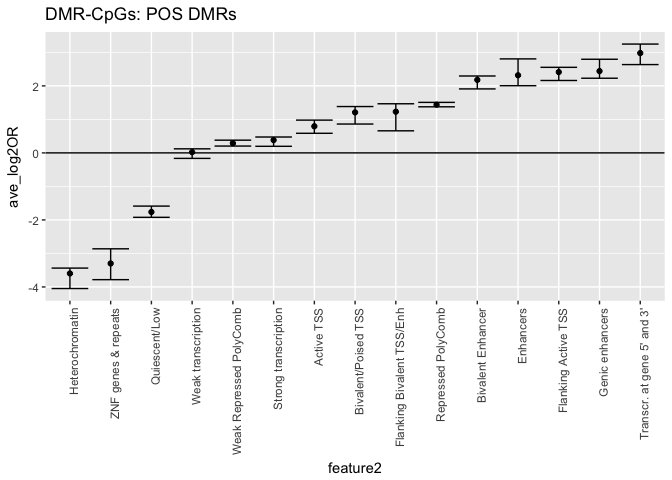 DMR-CpGs: POS DMRs
ave_log2OR
2
0
-2
-4
Heterochromatin
ZNF genes & repeats
Quiescent/Low
Weak transcription
Weak Repressed PolyComb
Strong transcription
Active TSS
Bivalent/Poised TSS
Flanking Bivalent TSS/Enh
Repressed PolyComb
Bivalent Enhancer
Enhancers
Flanking Active TSS
Genic enhancers
Transcr. at gene 5' and 3'
feature2